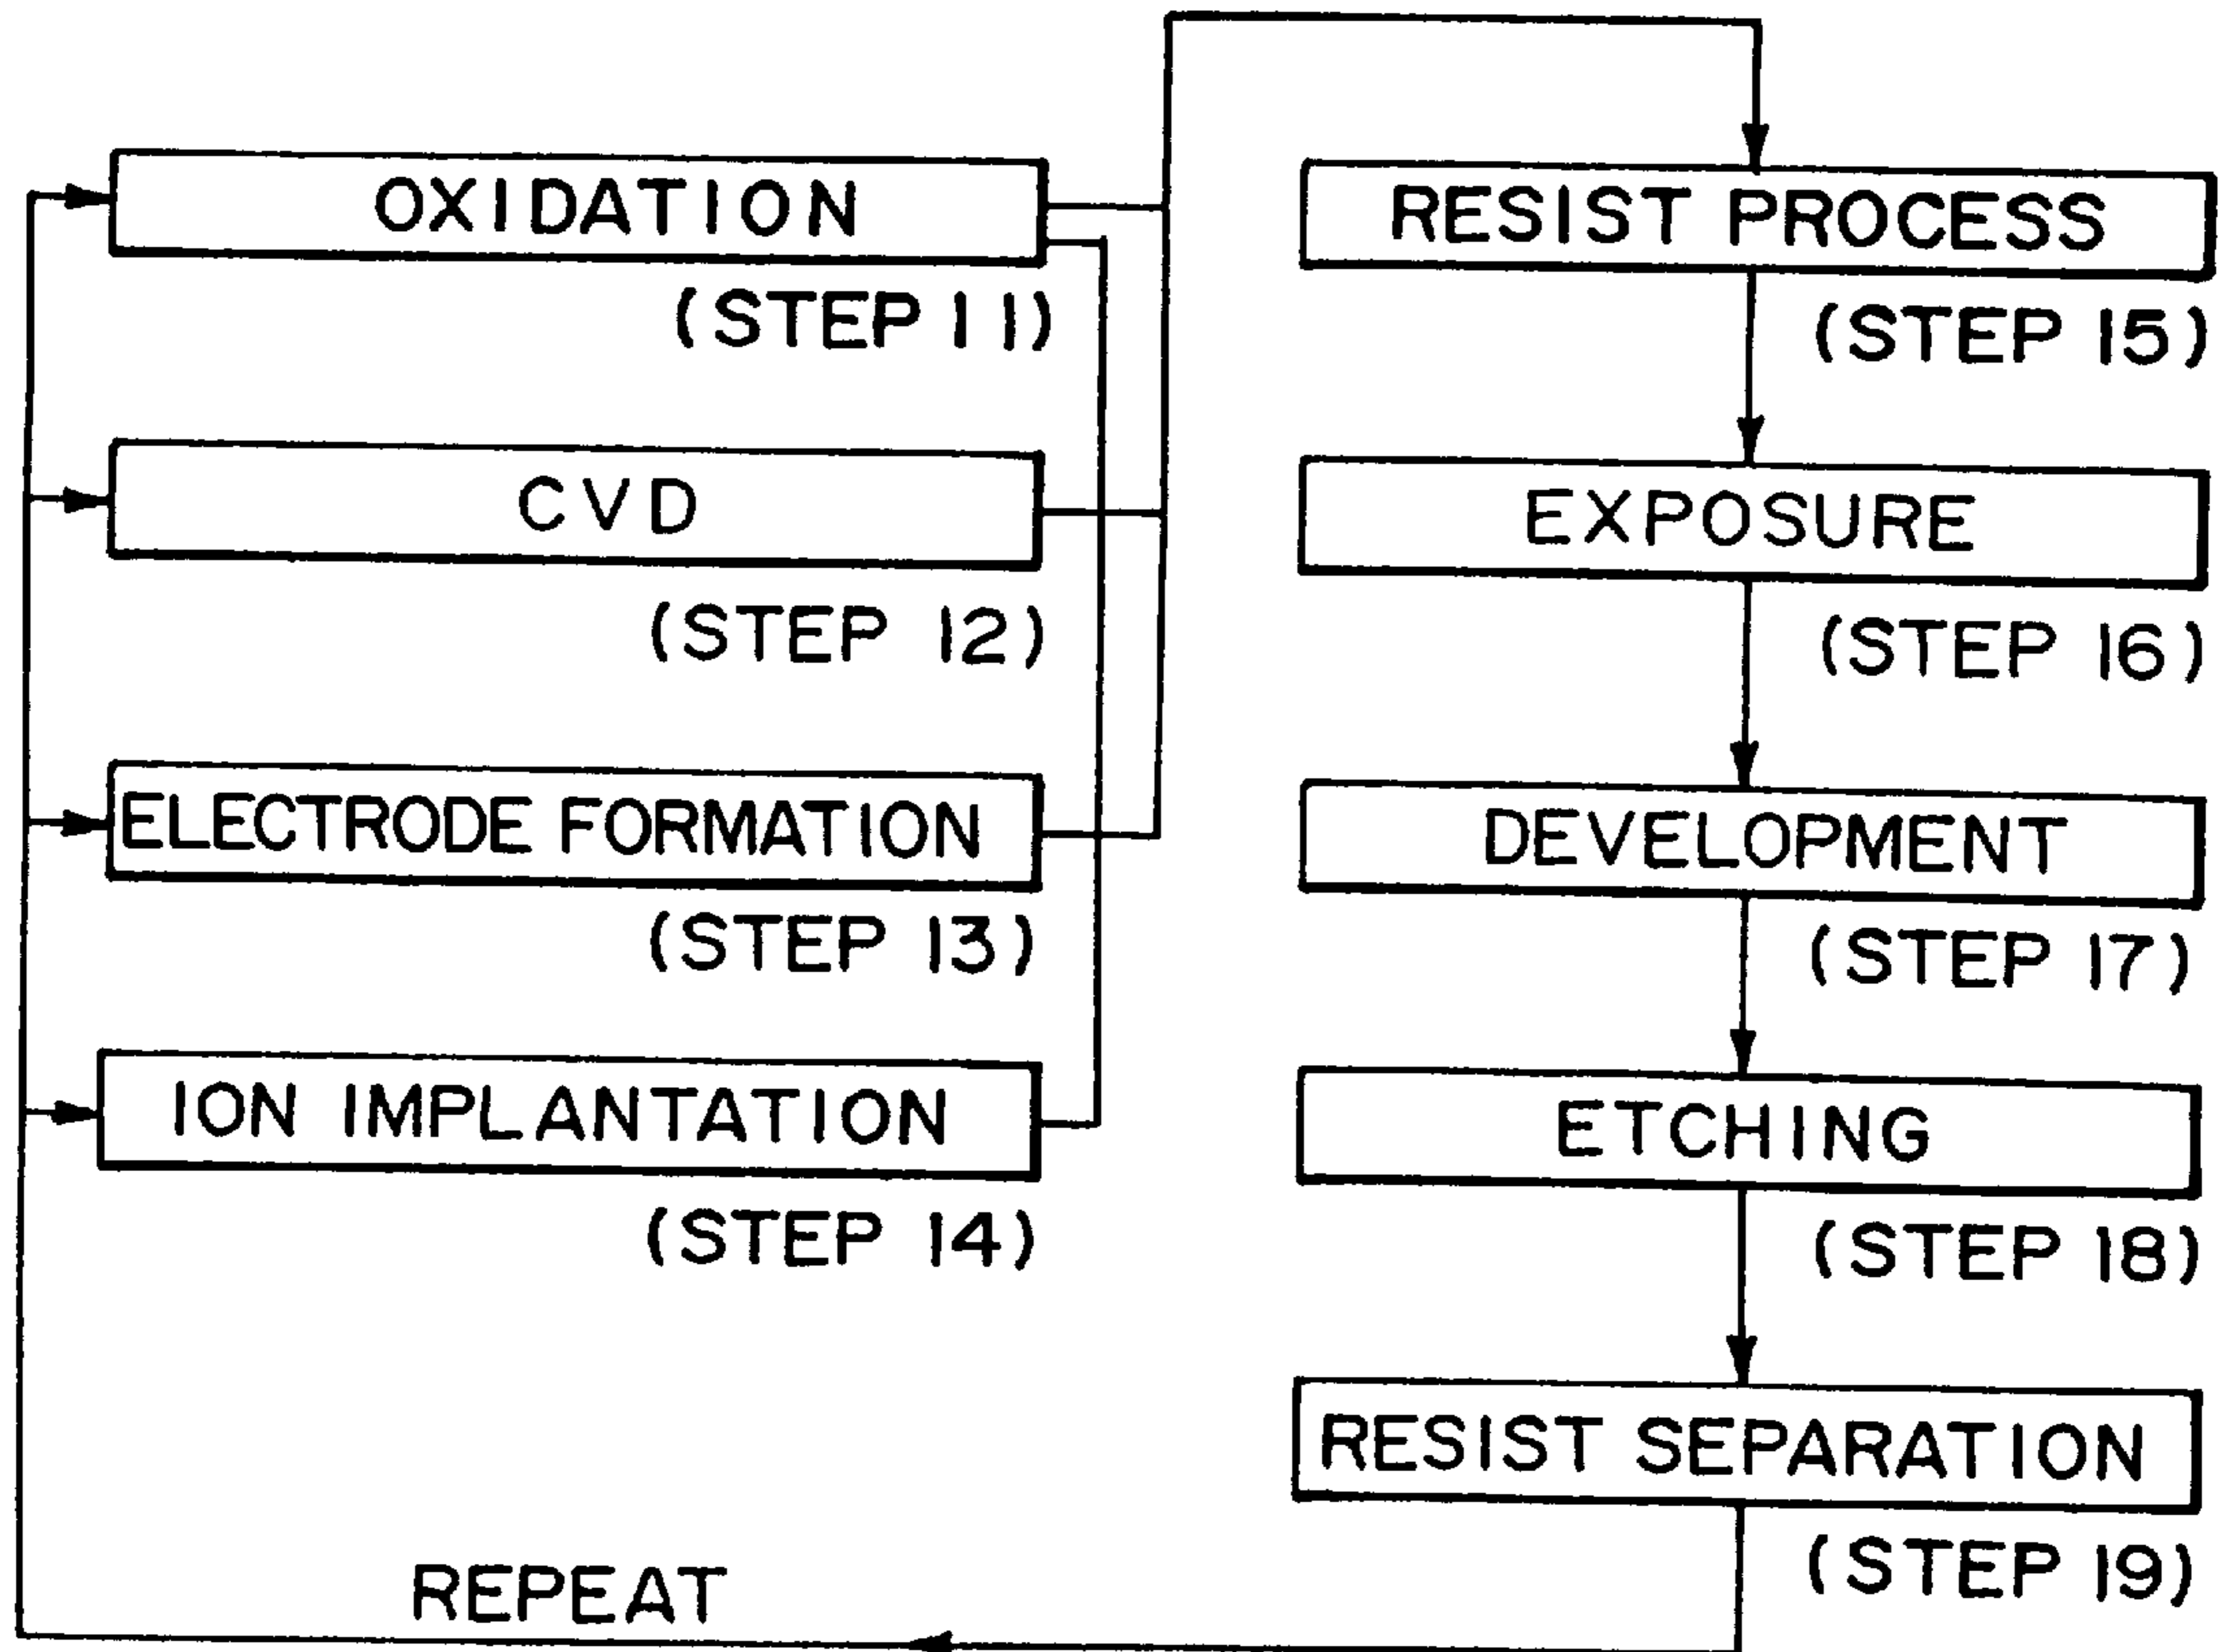 OXIDATION
(STEP 11)
CVD
(STEP 12)
ELECTRODE FORMATION
(STEP 13)
ION IMPLANTATION
(STEP 14)
RESIST PROCESS
(STEP 15)
EXPOSURE
(STEP 16)
DEVELOPMENT
(STEP 17)
ETCHING
(STEP 18)
RESIST SEPARATION
(STEP 19)
REPEAT